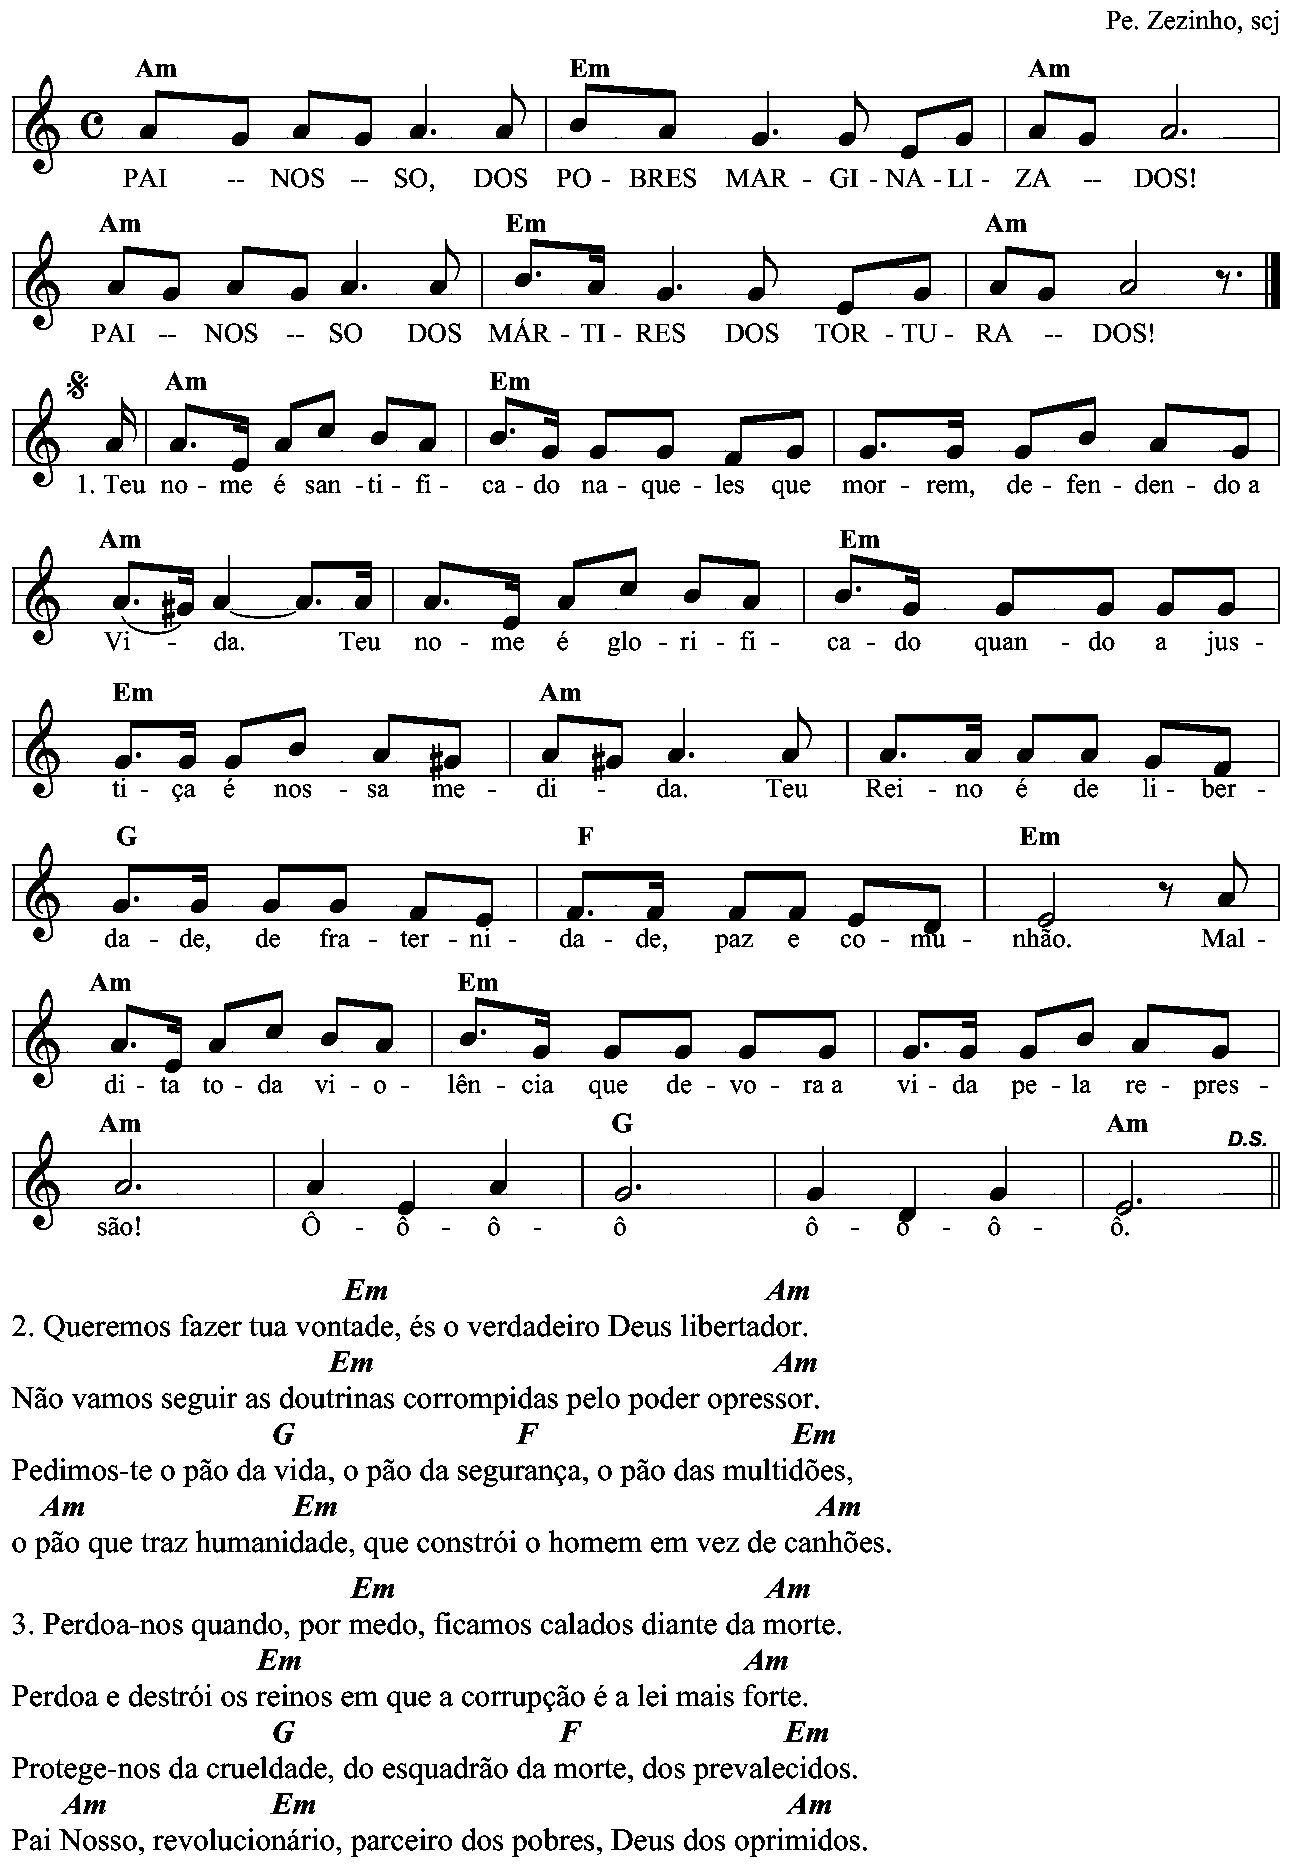 Pe. Zezinho, scj
Am Em Am
PAI -- NOS -- SO, DOS PO - BRES MAR - GI - NA - LI - ZA -- DOS!
Am Em Am
PAI -- NOS -- SO DOS MÁR - TI - RES DOS TOR - TU - RA -- DOS!
Am Em
1. Teu no - me é san - ti - fi - ca - do na - que - les que mor - rem, de - fen - den - do a
Am Em
Vi - da. Teu no - me é glo - ri - fi - ca - do quan - do a jus -
Em Am
ti - ça é nos - sa me - di - da. Teu Rei - no é de li - ber -
G F Em
da - de, de fra - ter - ni - da - de, paz e co - mu - nhão. Mal -
Am Em
di - ta to - da vi - o - lên - cia que de - vo - ra a vi - da pe - la re - pres -
Am G Am D.S.
são! Ô - ô - ô - ô ô - ô - ô - ô.
Em Am
2. Queremos fazer tua vontade, és o verdadeiro Deus libertador.
Em Am
Não vamos seguir as doutrinas corrompidas pelo poder opressor.
G F Em
Pedimos-te o pão da vida, o pão da segurança, o pão das multidões,
Am Em Am
o pão que traz humanidade, que constrói o homem em vez de canhões.
Em Am
3. Perdoa-nos quando, por medo, ficamos calados diante da morte.
Em Am
Perdoa e destrói os reinos em que a corrupção é a lei mais forte.
G F Em
Protege-nos da crueldade, do esquadrão da morte, dos prevalecidos.
Am Em Am
Pai Nosso, revolucionário, parceiro dos pobres, Deus dos oprimidos.